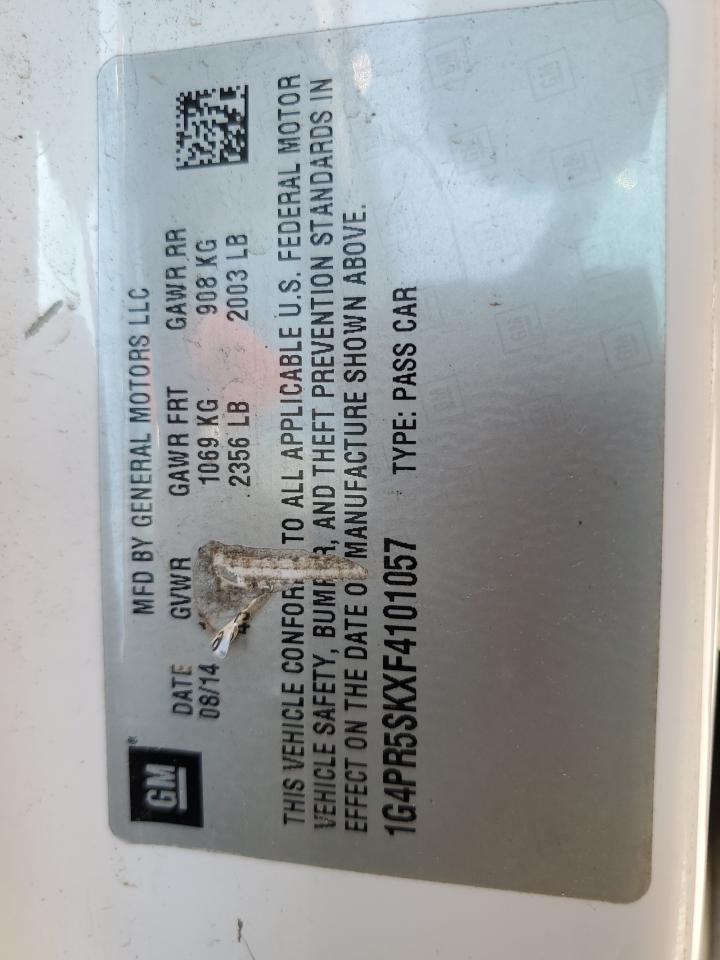 GM®
MFD BY GENERAL MOTORS LLC
DATE GVWR GAWR FRT GAWR RR
08/14 1069 KG 908 KG
2356 LB 2003 LB
THIS VEHICLE TO ALL APPLICABLE U.S. FEDERAL MOTOR
VEHICLE SAFETY, AND THEFT PREVENTION STANDARDS IN
EFFECT ON THE DATE MANUFACTURE SHOWN ABOVE.
1G4PR5SKXF4101057 TYPE: PASS CAR